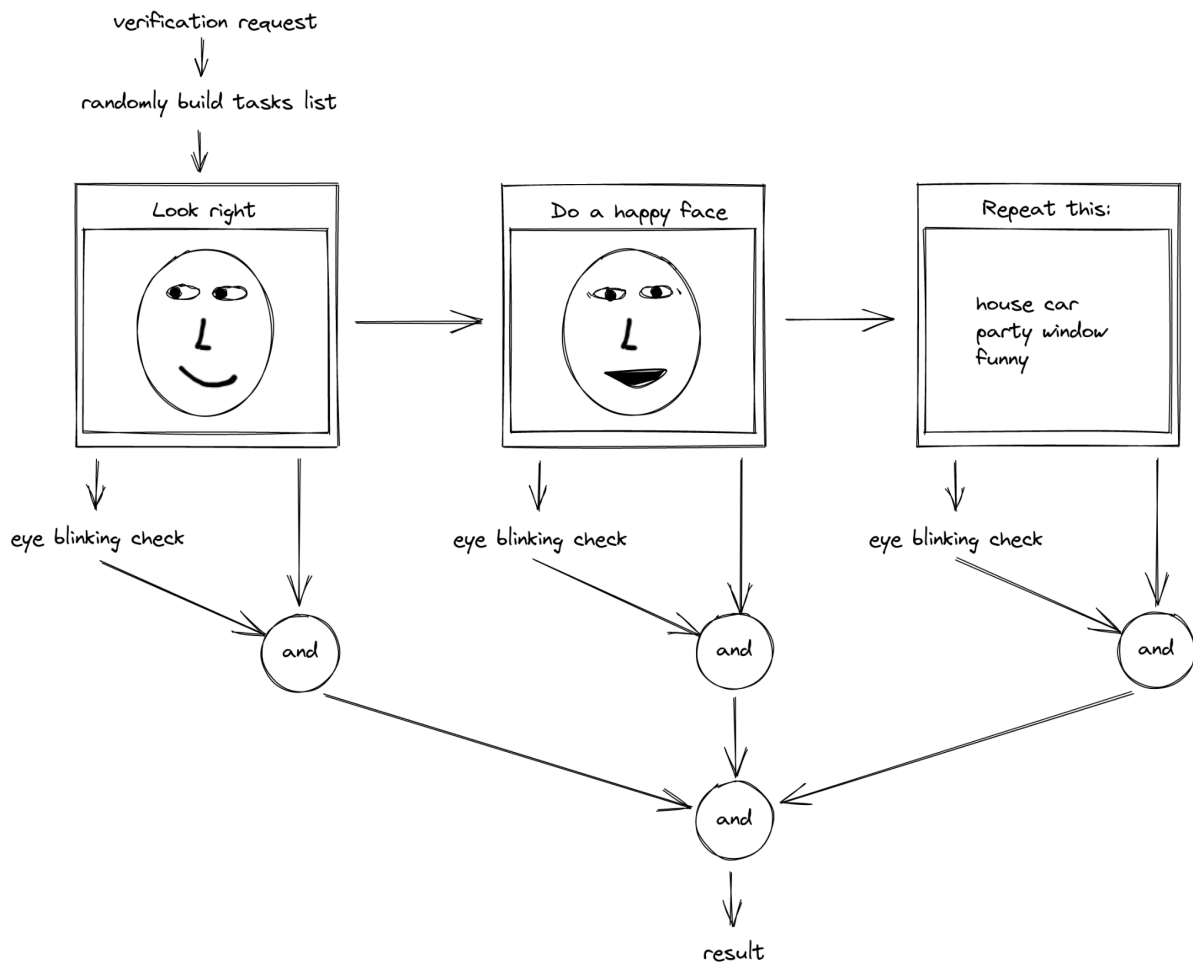 verification request
randomly build tasks list
Look right
Do a happy face
Repeat this:
house car
party window
funny
eye blinking check
eye blinking check
eye blinking check
and
and
and
and
result